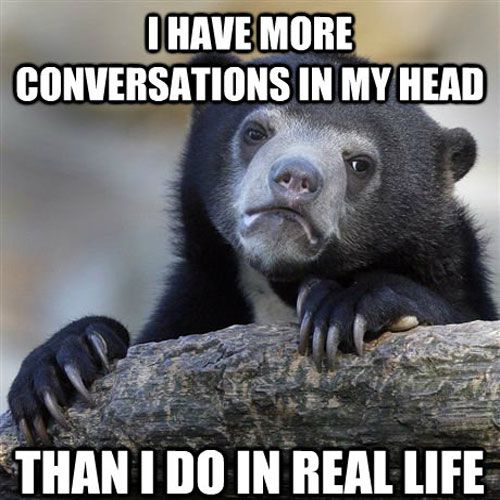 I HAVE MORE
CONVERSATIONS IN MY HEAD
THAN I DO IN REAL LIFE